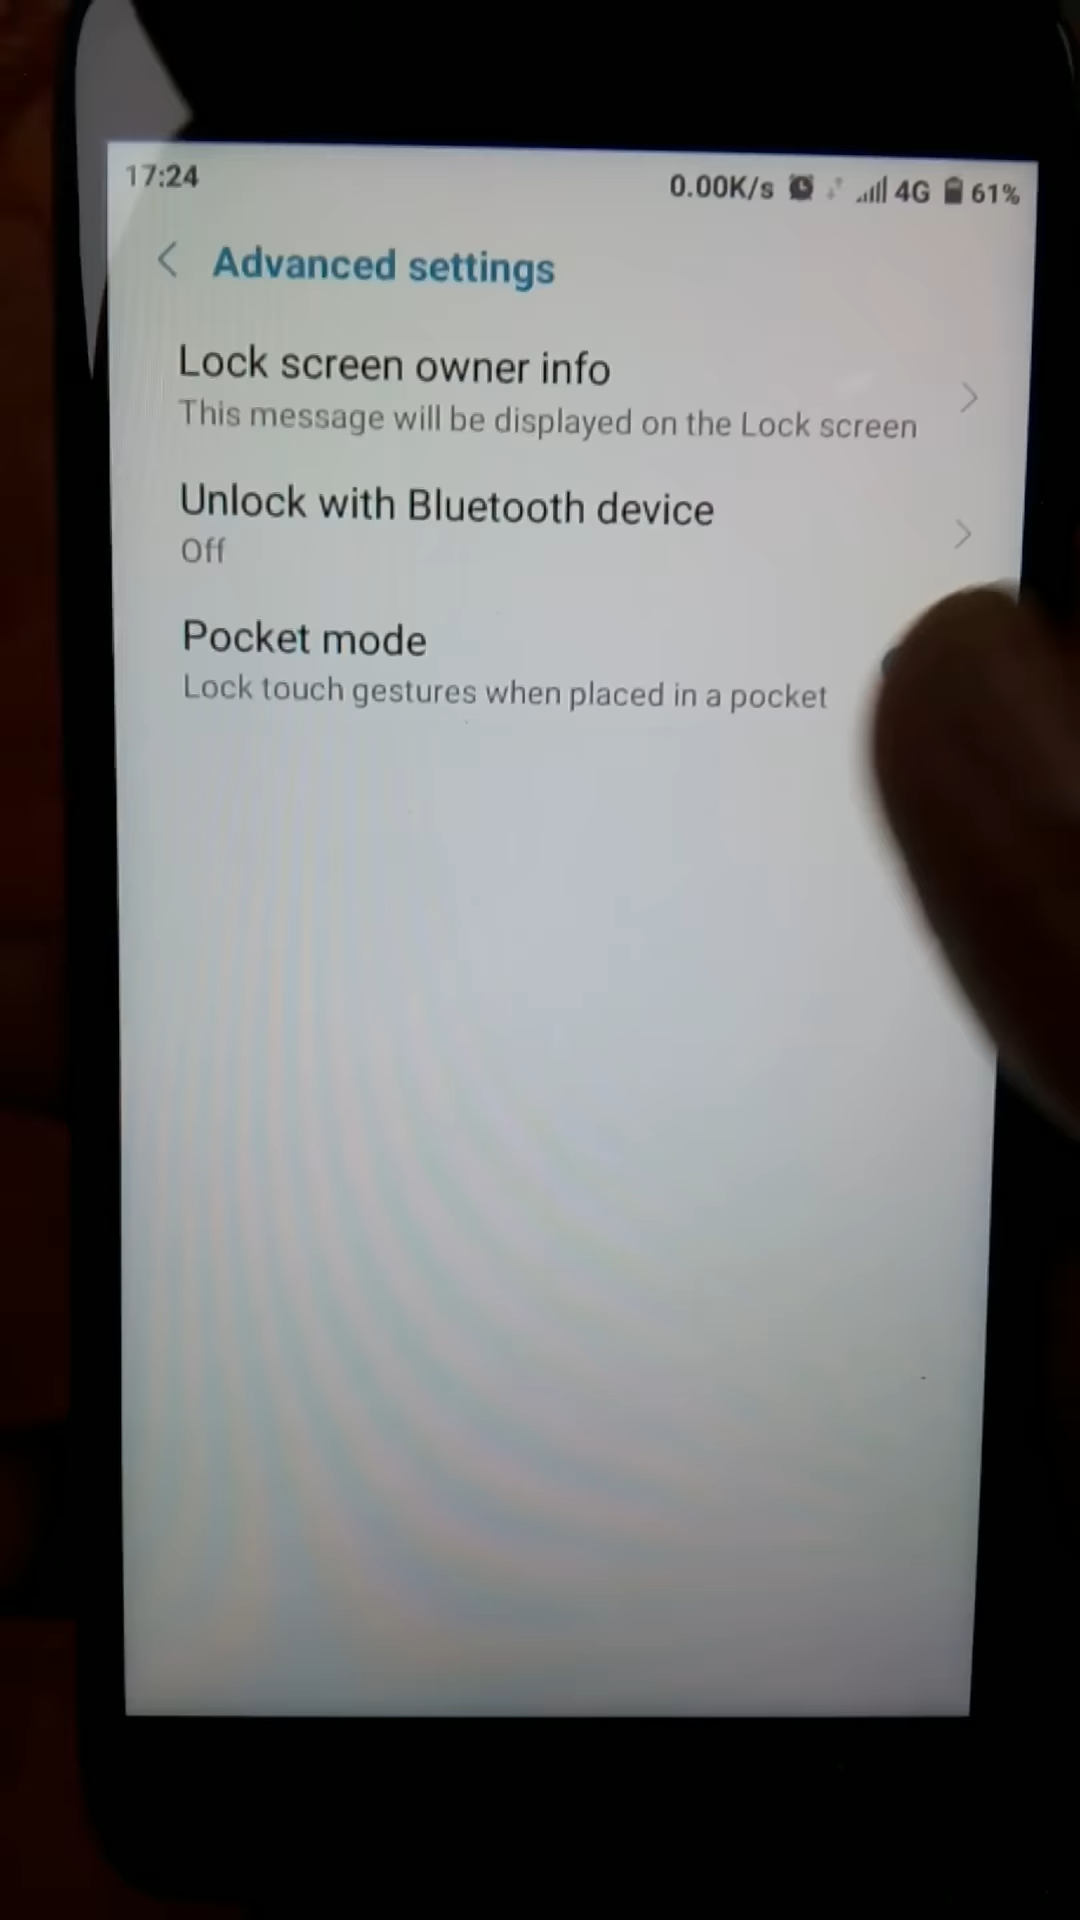 17:24
0.00K/s 4G 61%
Advanced settings
Lock screen owner info
This message will be displayed on the Lock screen
Unlock with Bluetooth device
Off
Pocket mode
Lock touch gestures when placed in a pocket